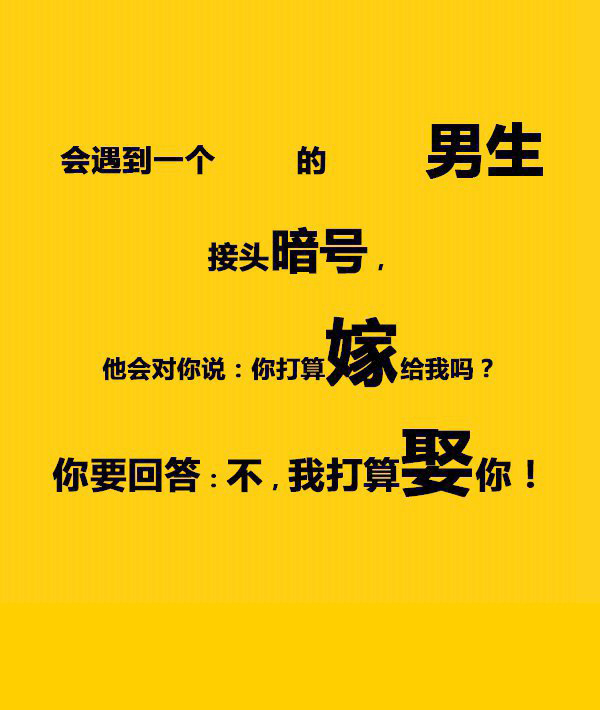 会遇到一个 的 男生
接头暗号，
他会对你说：你打算嫁给我吗？
你要回答：不，我打算娶你！